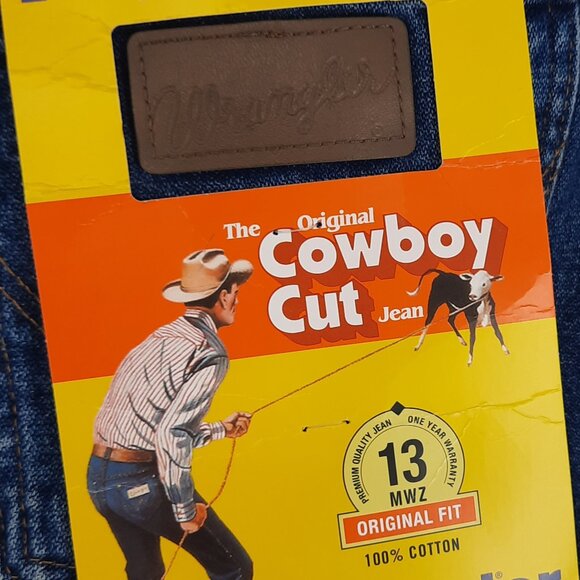 Wrangler
The Original
Cowboy
Cut Jean
PREMIUM QUALITY JEAN
ONE YEAR WARRANTY
13
MWZ
ORIGINAL FIT
100% COTTON